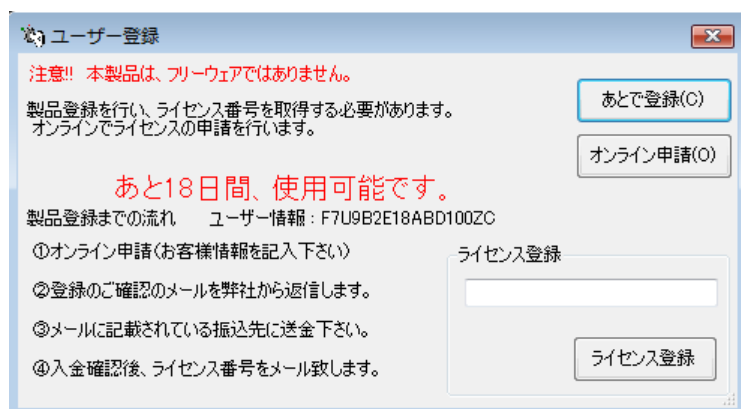 ユーザー登録
注意!! 本製品は、フリーウェアではありません。
製品登録を行い、ライセンス番号を取得する必要があります。
オンラインでライセンスの申請を行います。
あとで登録(C)
オンライン申請(O)
あと18日間、使用可能です。
製品登録までの流れ ユーザー情報：F7U9B2E18ABD100ZC
①オンライン申請(お客様情報を記入下さい)
②登録のご確認のメールを弊社から返信します。
③メールに記載されている振込先に送金下さい。
④入金確認後、ライセンス番号をメール致します。
ライセンス登録
ライセンス登録